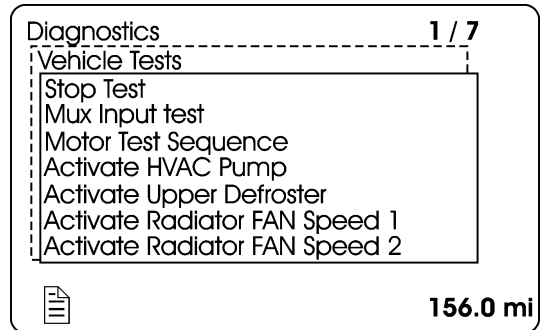 Diagnostics 1 / 7
Vehicle Tests
Stop Test
Mux Input test
Motor Test Sequence
Activate HVAC Pump
Activate Upper Defroster
Activate Radiator FAN Speed 1
Activate Radiator FAN Speed 2
156.0 mi